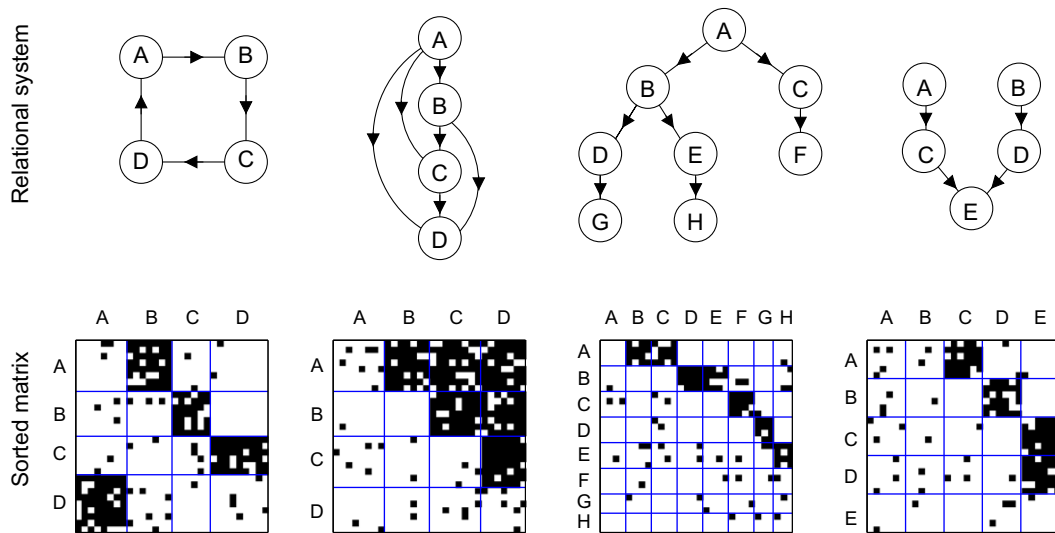 Relational system
A B
D C
A
B
C
D
A
B C
D E F
G H
A B
C D
E
Sorted matrix
A B C D
A
B
C
D
A B C D
A
B
C
D
A B C D E F G H
A
B
C
D
E
F
G
H
A B C D E
A
B
C
D
E